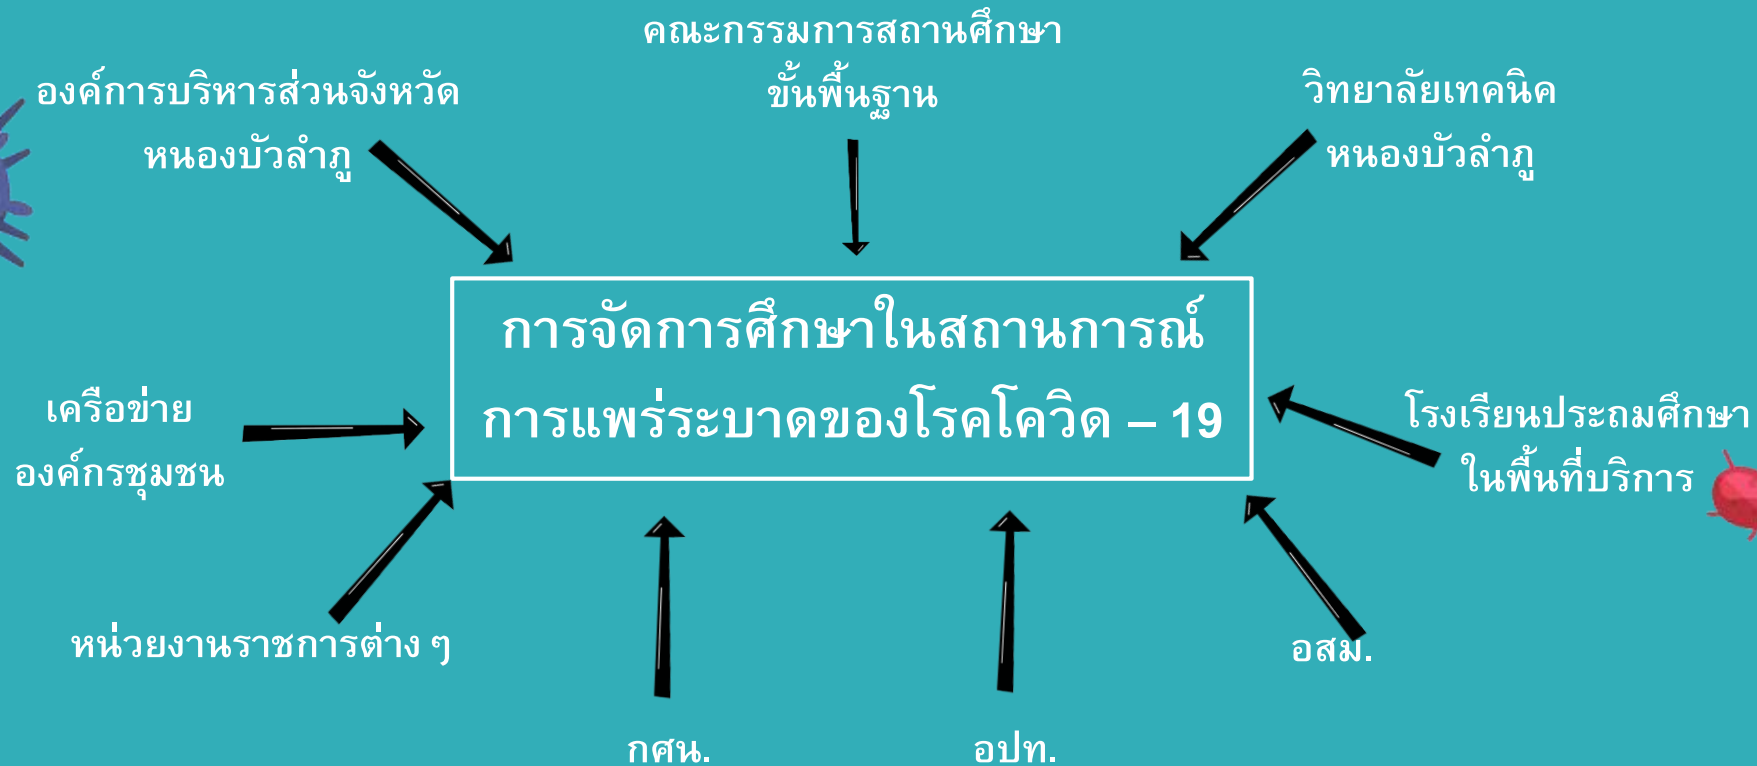 คณะกรรมการสถานศึกษา
ขั้นพื้นฐาน
องค์การบริหารส่วนจังหวัด
หนองบัวลำภู
วิทยาลัยเทคนิค
หนองบัวลำภู
การจัดการศึกษาในสถานการณ์
การแพร่ระบาดของโรคโควิด – 19
เครือข่าย
องค์กรชุมชน
โรงเรียนประถมศึกษา
ในพื้นที่บริการ
หน่วยงานราชการต่าง ๆ
อสม.
กศน.
อปท.